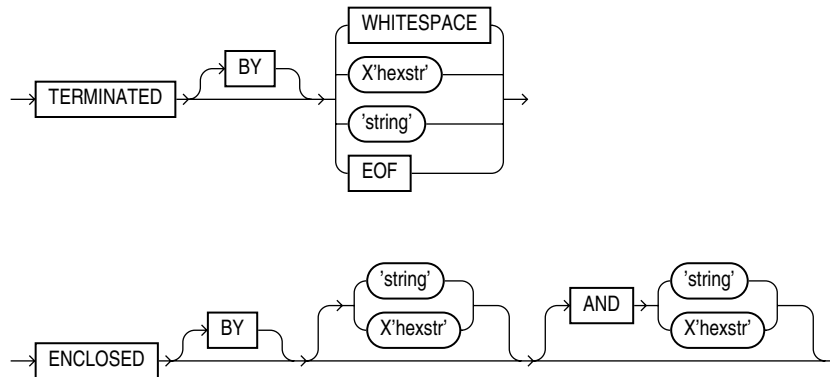 WHITESPACE
BY
X'hexstr'
TERMINATED
'string'
EOF
'string' 'string'
AND
BY X'hexstr' X'hexstr'
ENCLOSED